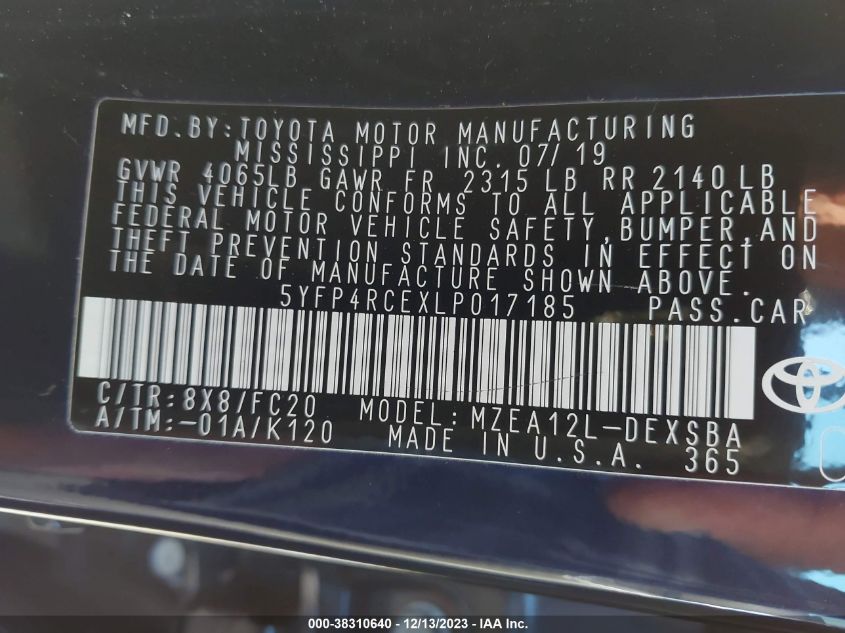 MFD.BY:TOYOTA MOTOR MANUFACTURING
MISSISSIPPI INC. 07/19
GVWR 4065LB GAWR FR 2315 LB RR 2140 LB
THIS VEHICLE CONFORMS TO ALL APPLICABLE
FEDERAL MOTOR VEHICLE SAFETY,BUMPER,AND
THEFT PREVENTION STANDARDS IN EFFECT ON
THE DATE OF MANUFACTURE SHOWN ABOVE.
5YFP4RCEXLP017185 PASS.CAR
C/TR:8X8/FC20 MODEL:MZEA12L-DEXSBA
A/TM:-01A/K120 MADE IN U.S.A. 365
000-38310640 - 12/13/2023 - IAA Inc.